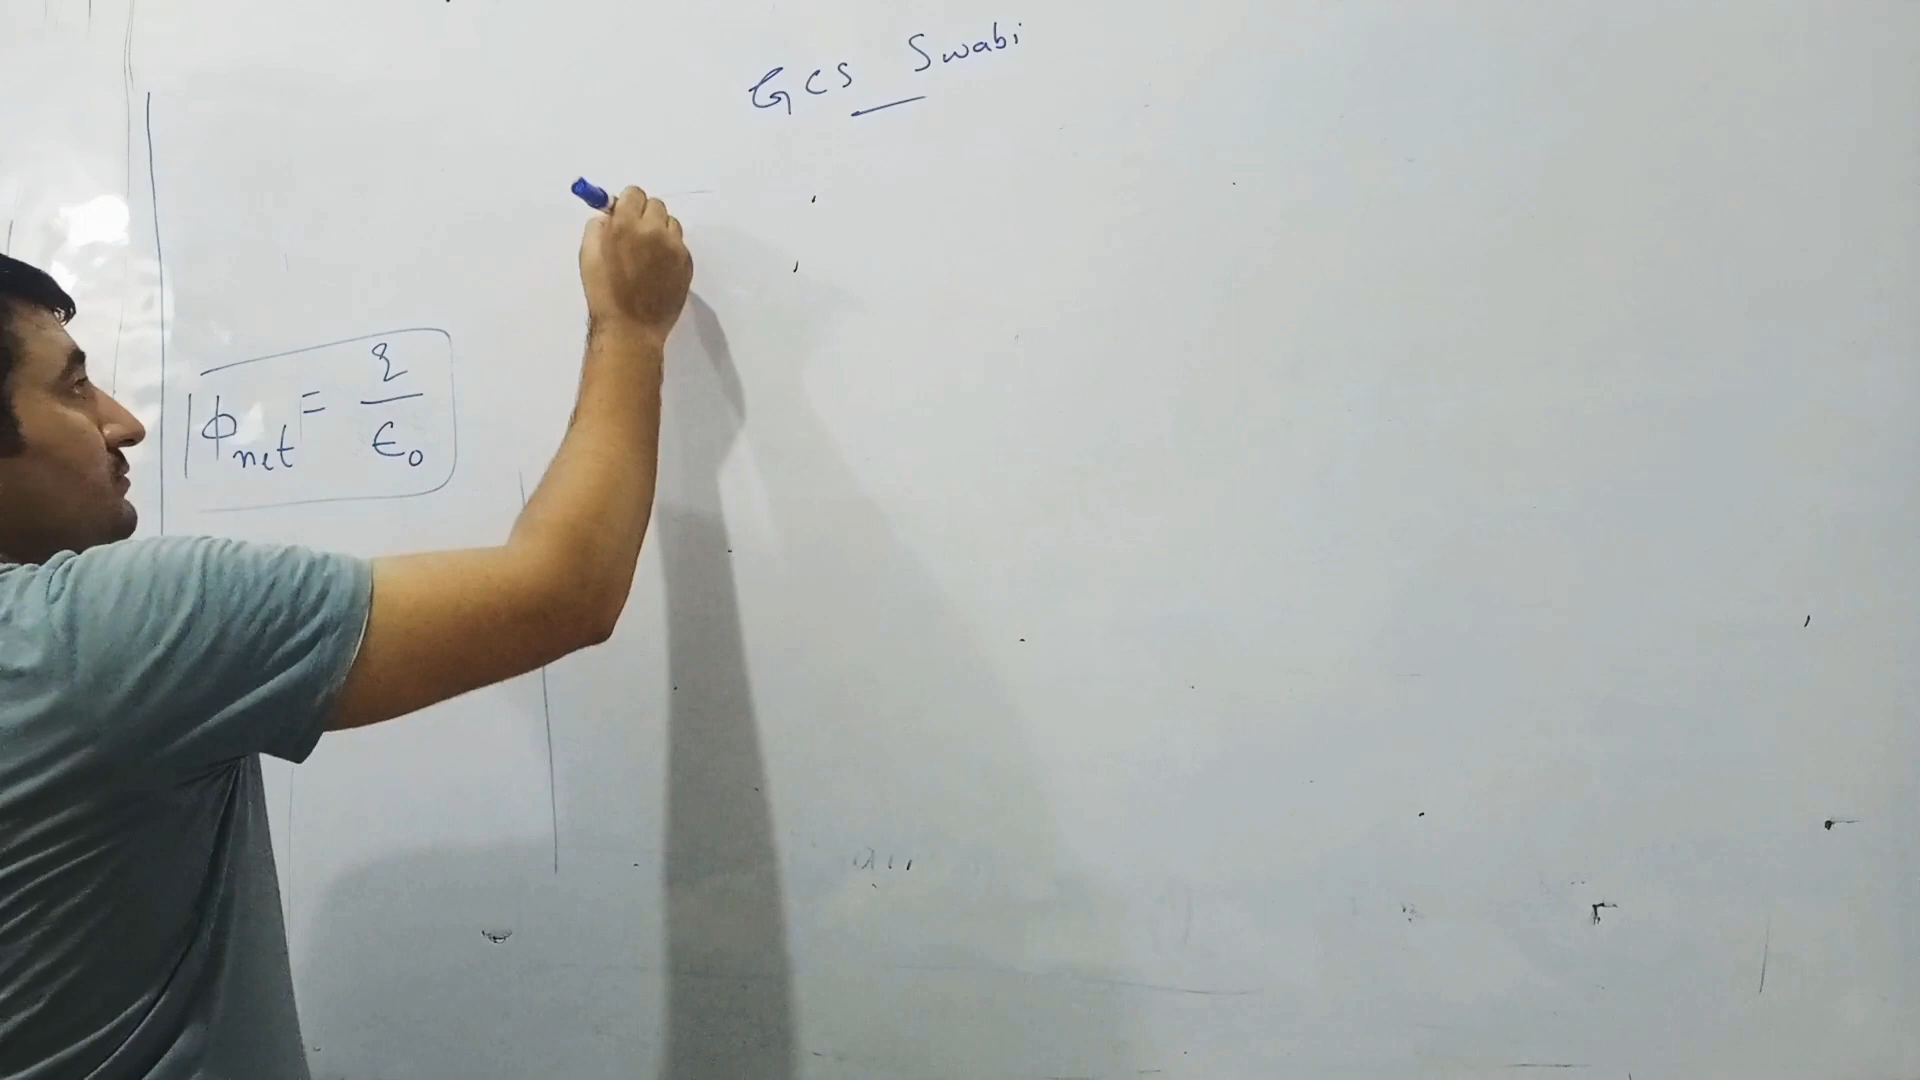 GCS Swabi
ϕnet = q/ϵ₀